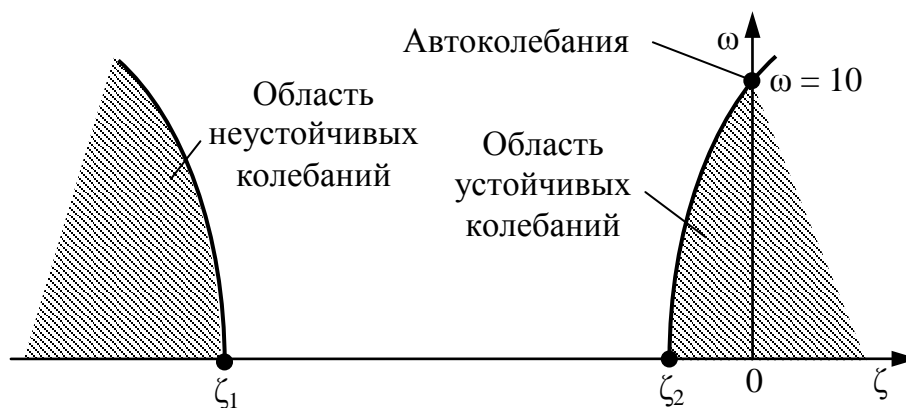 Автоколебания
ω
ω = 10
Область
неустойчивых
колебаний
Область
устойчивых
колебаний
ζ1
ζ2
0
ζ